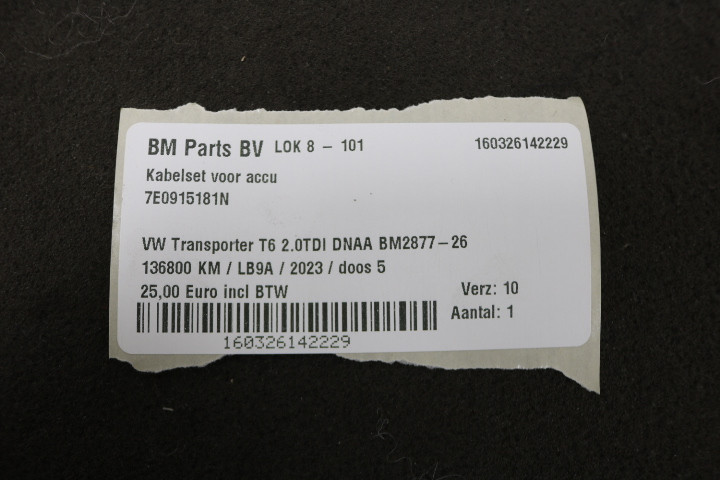 BM Parts BV LOK 8 - 101 160326142229
Kabelset voor accu
7E0915181N
VW Transporter T6 2.0TDI DNAA BM2877-26
136800 KM / LB9A / 2023 / doos 5
25,00 Euro incl BTW Verz: 10
Aantal: 1
160326142229